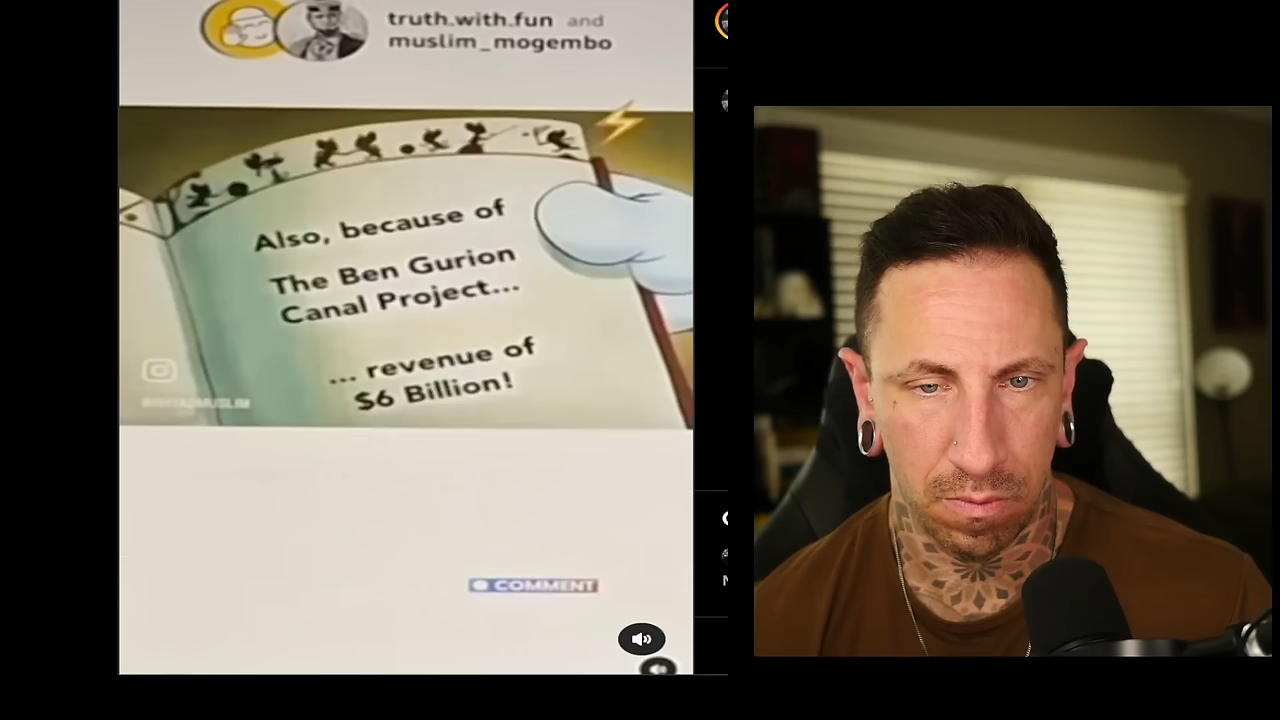 truth.with.fun and
muslim_mogembo
Also, because of
The Ben Gurion
Canal Project...
... revenue of
$6 Billion!
COMMENT